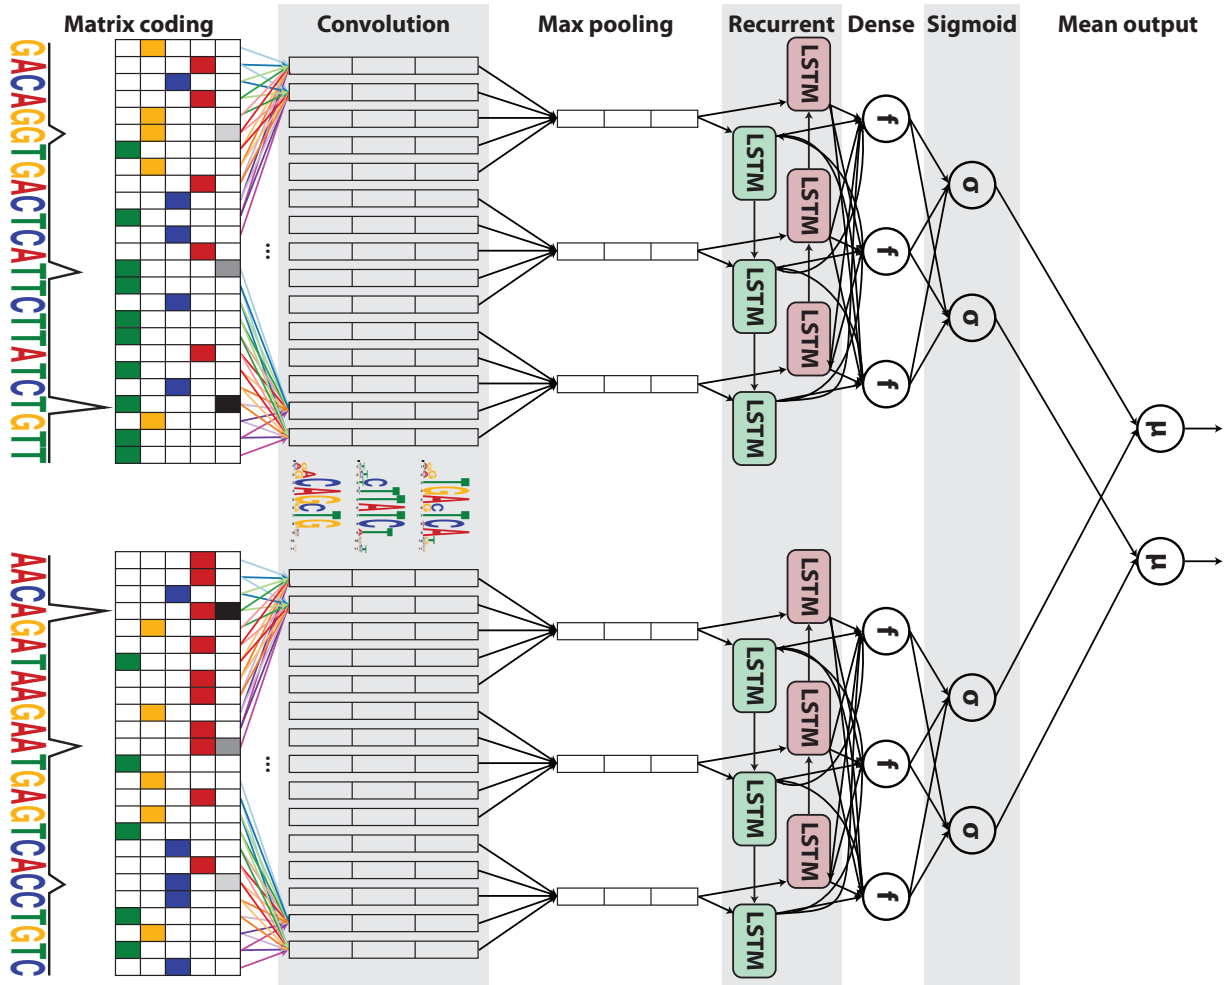 Matrix coding
Convolution
Max pooling
Recurrent
Dense
Sigmoid
Mean output
GACAGGTGACTCATTCTTATCTGTT
...
LSTM
LSTM
LSTM
LSTM
LSTM
LSTM
f
f
f
σ
σ
μ
μ
AACAGATAAGAATGAGTCACCTGTC
...
LSTM
LSTM
LSTM
LSTM
LSTM
LSTM
f
f
f
σ
σ